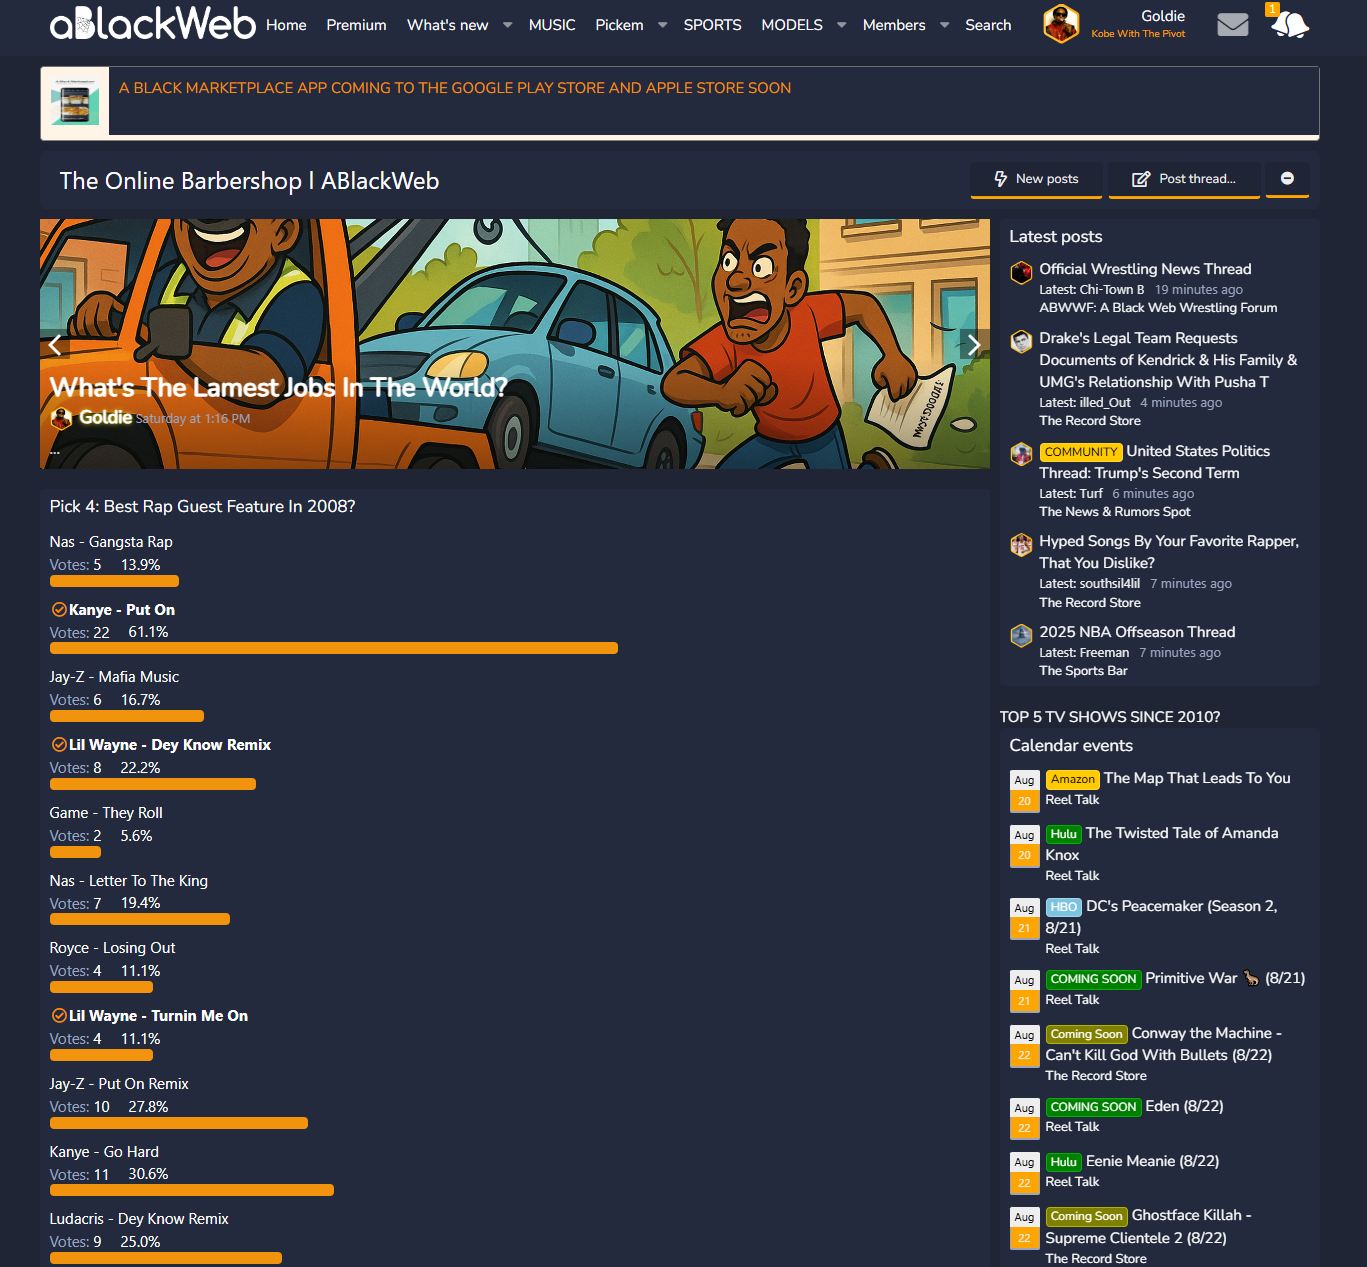 aBlackWeb
Home Premium What's new MUSIC Pickem SPORTS MODELS Members Search
Goldie
Kobe With The Pivot
1
A BLACK MARKETPLACE APP COMING TO THE GOOGLE PLAY STORE AND APPLE STORE SOON
The Online Barbershop l ABlackWeb
New posts
Post thread...
What's The Lamest Jobs In The World?
Goldie Saturday at 1:16 PM
...
Pick 4: Best Rap Guest Feature In 2008?
Nas - Gangsta Rap
Votes: 5 13.9%
Kanye - Put On
Votes: 22 61.1%
Jay-Z - Mafia Music
Votes: 6 16.7%
Lil Wayne - Dey Know Remix
Votes: 8 22.2%
Game - They Roll
Votes: 2 5.6%
Nas - Letter To The King
Votes: 7 19.4%
Royce - Losing Out
Votes: 4 11.1%
Lil Wayne - Turnin Me On
Votes: 4 11.1%
Jay-Z - Put On Remix
Votes: 10 27.8%
Kanye - Go Hard
Votes: 11 30.6%
Ludacris - Dey Know Remix
Votes: 9 25.0%
Latest posts
Official Wrestling News Thread
Latest: Chi-Town B 19 minutes ago
ABWWF: A Black Web Wrestling Forum
Drake's Legal Team Requests
Documents of Kendrick & His Family &
UMG's Relationship With Pusha T
Latest: illed_Out 4 minutes ago
The Record Store
COMMUNITY United States Politics
Thread: Trump's Second Term
Latest: Turf 6 minutes ago
The News & Rumors Spot
Hyped Songs By Your Favorite Rapper,
That You Dislike?
Latest: southsil4lil 7 minutes ago
The Record Store
2025 NBA Offseason Thread
Latest: Freeman 7 minutes ago
The Sports Bar
TOP 5 TV SHOWS SINCE 2010?
Calendar events
Aug 20 Amazon The Map That Leads To You
Reel Talk
Aug 20 Hulu The Twisted Tale of Amanda
Knox
Reel Talk
Aug 21 HBO DC's Peacemaker (Season 2,
8/21)
Reel Talk
Aug 21 COMING SOON Primitive War 🦕 (8/21)
Reel Talk
Aug 22 Coming Soon Conway the Machine -
Can't Kill God With Bullets (8/22)
The Record Store
Aug 22 COMING SOON Eden (8/22)
Reel Talk
Aug 22 Hulu Eenie Meanie (8/22)
Reel Talk
Aug 22 Coming Soon Ghostface Killah -
Supreme Clientele 2 (8/22)
The Record Store